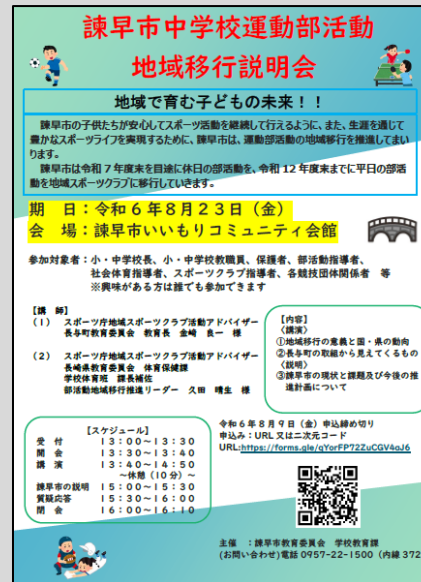 諫早市中学校運動部活動
地域移行説明会
地域で育む子どもの未来！！
諫早市の子供たちが安心してスポーツ活動を継続して行えるように、また、生涯を通じて
豊かなスポーツライフを実現するために、諫早市は、運動部活動の地域移行を推進してまい
ります。
諫早市は令和７年度末を目途に休日の部活動を、令和12年度末までに平日の部活
動を地域スポーツクラブに移行していきます。
期　日：令和６年８月２３日（金）
会　場：諫早市いいもりコミュニティ会館
参加対象者：小・中学校長、小・中学校教職員、保護者、部活動指導者、
社会体育指導者、スポーツクラブ指導者、各競技団体関係者　等
※興味がある方は誰でも参加できます
【講　師】
（１）　スポーツ庁地域スポーツクラブ活動アドバイザー
長与町教育委員会　教育長　金崎　良一　様
（２）　スポーツ庁地域スポーツクラブ活動アドバイザー
長崎県教育委員会　体育保健課
学校体育班　課長補佐
部活動地域移行推進リーダー　久田　晴生　様
【内容】
〈講演〉
①地域移行の意義と国・県の動向
②長与町の取組から見えてくるもの
〈説明〉
③諫早市の現状と課題及び今後の推
進計画について
【スケジュール】
受　付　１３：００～１３：３０
開　会　１３：３０～１３：４０
講　演　１３：４０～１４：５０
～休憩（１０分）～
諫早市の説明　１５：００～１５：３０
質疑応答　１５：３０～１６：００
閉　会　１６：００～１６：１０
令和６年８月９日（金）申込締め切り
申込み：URL又は二次元コード
URL:https://forms.gle/gYorFP72ZuCGV4qJ6
主催　：諫早市教育委員会　学校教育課
(お問い合わせ)電話 0957-22-1500（内線 372